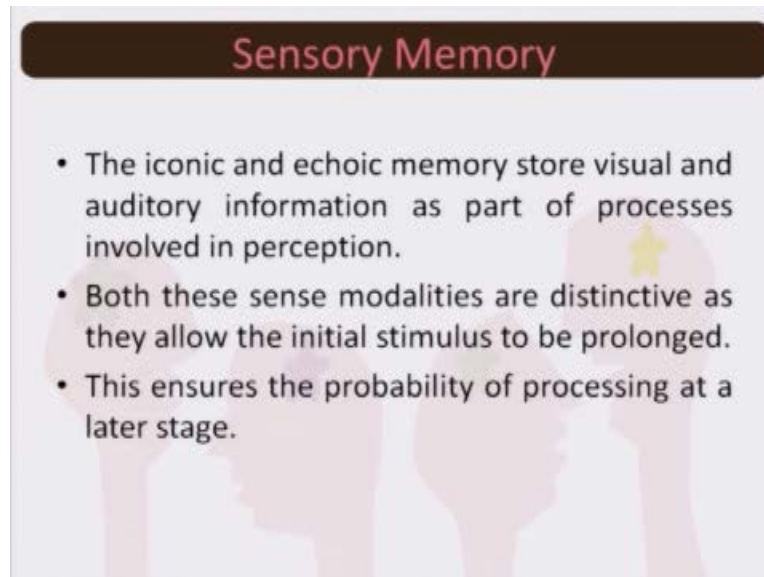 Sensory Memory
• The iconic and echoic memory store visual and
auditory information as part of processes
involved in perception.
• Both these sense modalities are distinctive as
they allow the initial stimulus to be prolonged.
• This ensures the probability of processing at a
later stage.